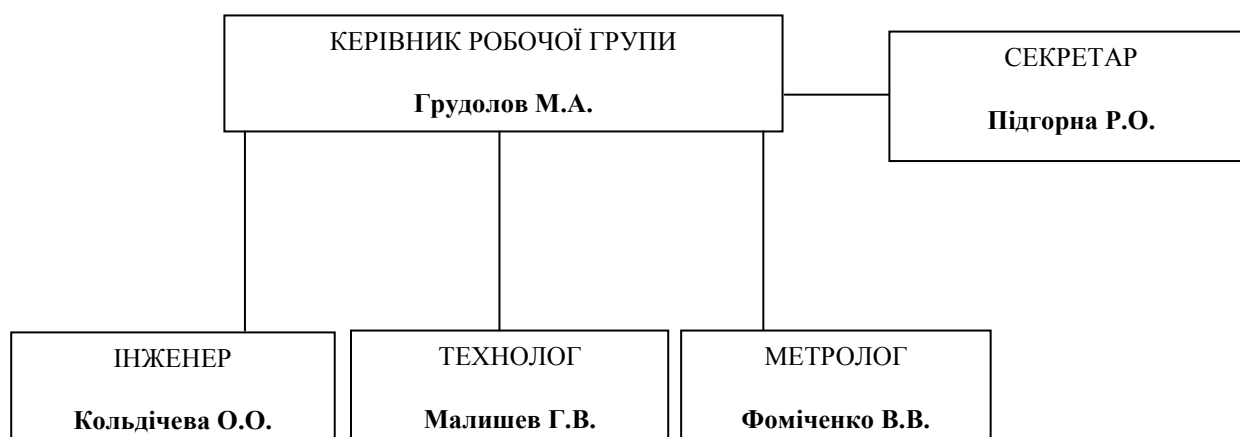 КЕРІВНИК РОБОЧОЇ ГРУПИ
Грудолов М.А.
СЕКРЕТАР
Підгорна Р.О.
ІНЖЕНЕР
Кольдічева О.О.
ТЕХНОЛОГ
Малишев Г.В.
МЕТРОЛОГ
Фоміченко В.В.